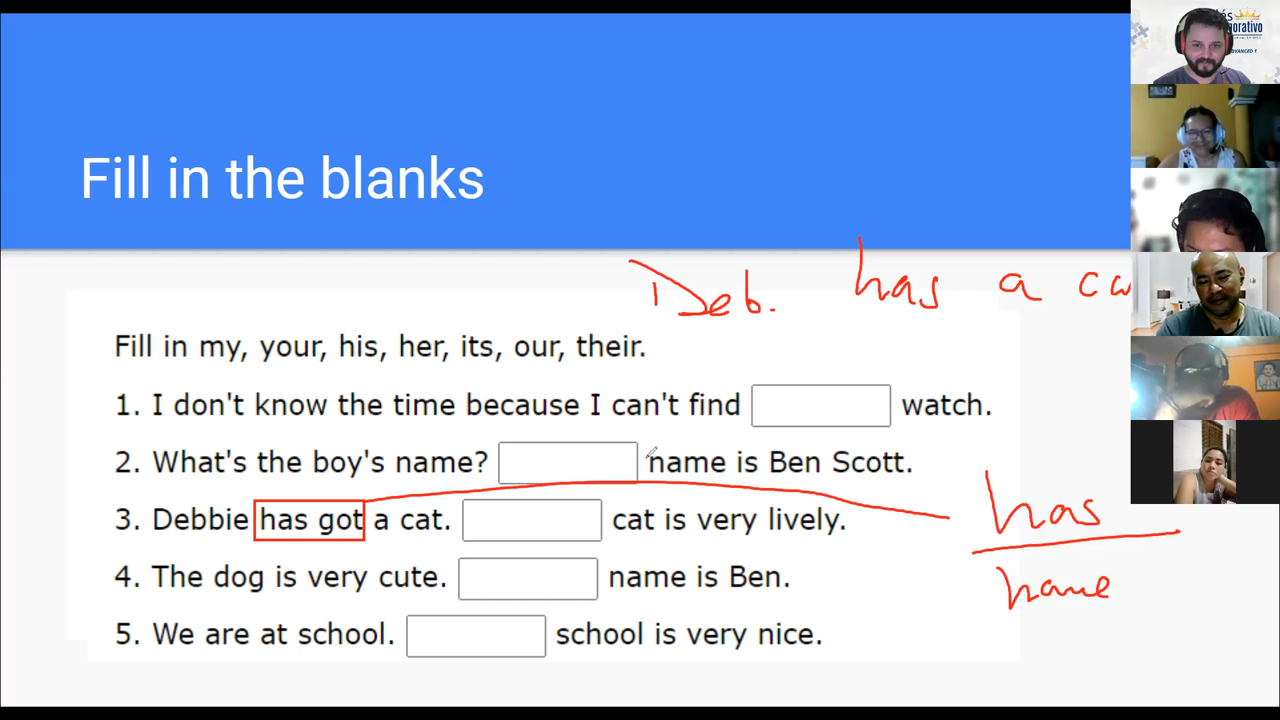 Fill in the blanks
Deb. has a ca
Fill in my, your, his, her, its, our, their.
1. I don't know the time because I can't find watch.
2. What's the boy's name? name is Ben Scott.
3. Debbie has got a cat. cat is very lively.
has
have
4. The dog is very cute. name is Ben.
5. We are at school. school is very nice.
ADVANCED 1